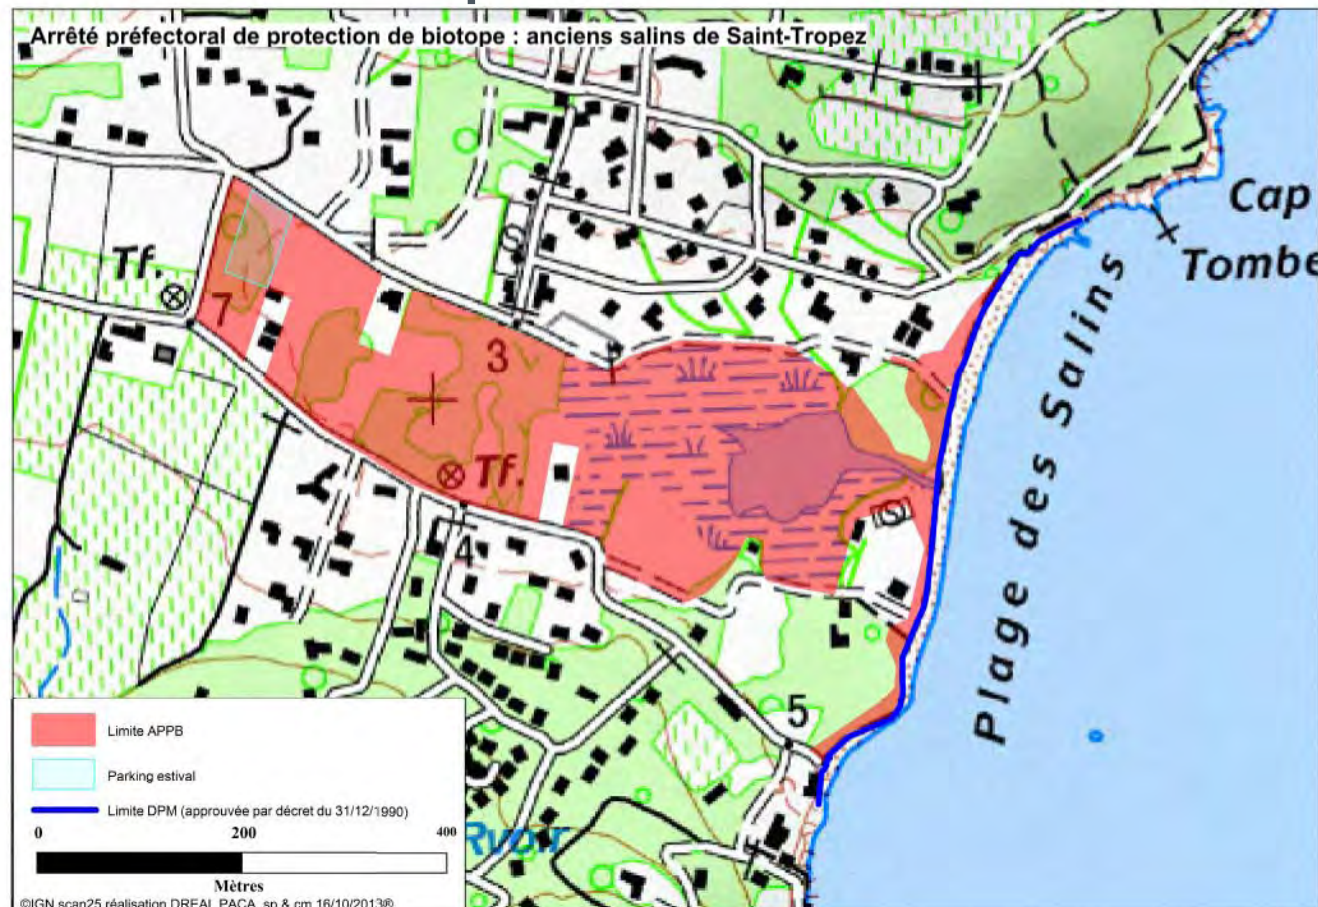 Arrêté préfectoral de protection de biotope : anciens salins de Saint-Tropez
Cap
Tombe
Tf.
7
3
Tf.
(S)
(S)
4
5
Plage des Salins
Limite APPB
Parking estival
Limite DPM (approuvée par décret du 31/12/1990)
0 200 400
Mètres
Rvoir
©IGN scan25 réalisation DREAL PACA sp & cm 16/10/2013®